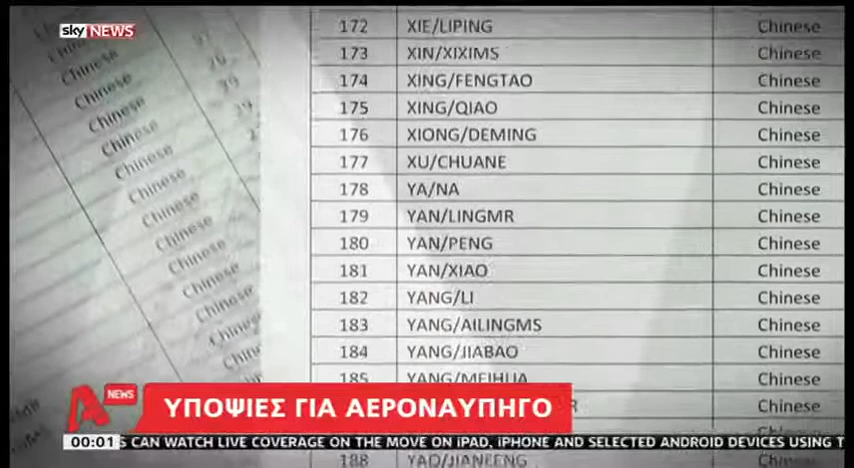 sky NEWS
172 XIE/LIPING Chinese
173 XIN/XIXIMS Chinese
174 XING/FENGTAO Chinese
175 XING/QIAO Chinese
176 XIONG/DEMING Chinese
177 XU/CHUANE Chinese
178 YA/NA Chinese
179 YAN/LINGMR Chinese
180 YAN/PENG Chinese
181 YAN/XIAO Chinese
182 YANG/LI Chinese
183 YANG/AILINGMS Chinese
184 YANG/JIABAO Chinese
185 YANG/MEIHUA Chinese
Chinese
188 YAO/JIANFENG Chinese
Chinese
Chinese
Chinese
Chinese
Chinese
Chinese
Chinese
Chinese
Chinese
Chinese
Chinese
Chinese
A NEWS
ΥΠΟΨΙΕΣ ΓΙΑ ΑΕΡΟΝΑΥΠΗΓΟ
00:01 S CAN WATCH LIVE COVERAGE ON THE MOVE ON iPAD, iPHONE AND SELECTED ANDROID DEVICES USING T